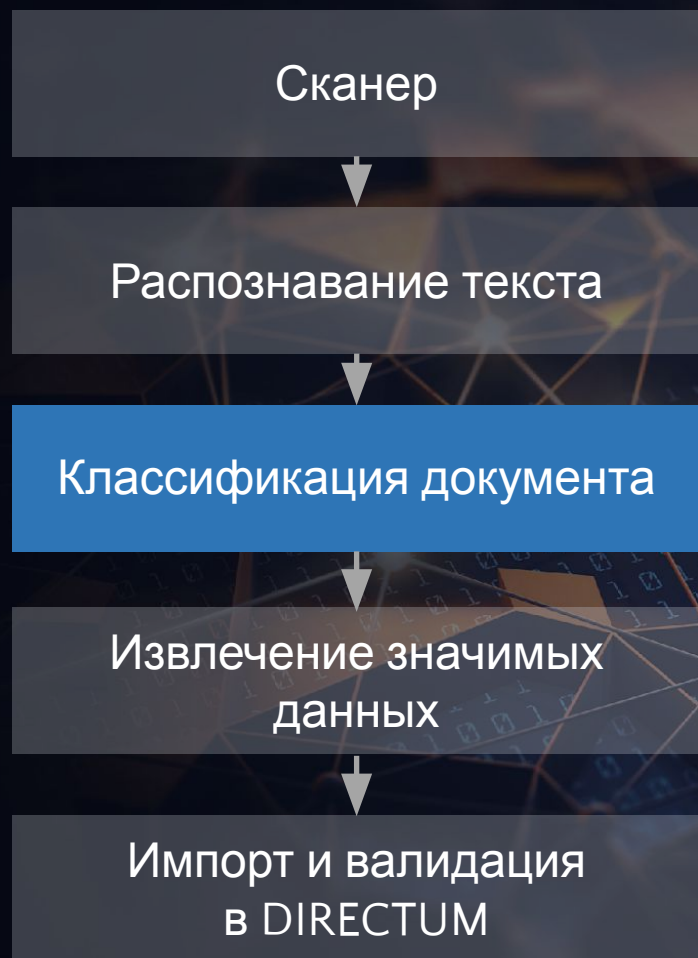 Сканер
Распознавание текста
Классификация документа
Извлечение значимых
данных
Импорт и валидация
в DIRECTUM